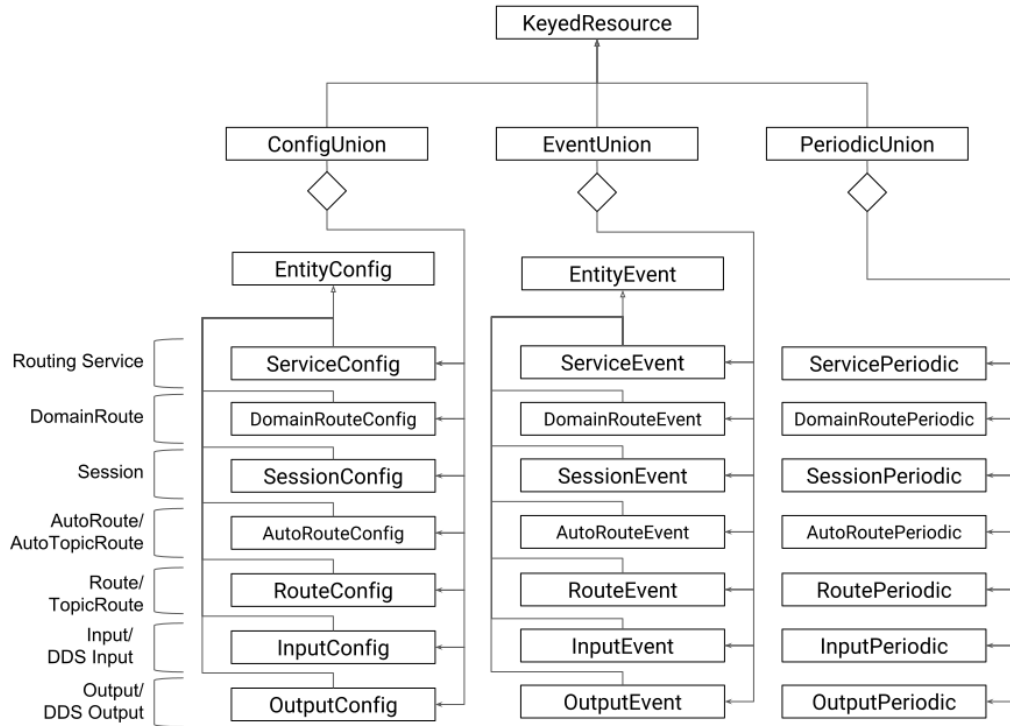 KeyedResource
ConfigUnion
EventUnion
PeriodicUnion
EntityConfig
EntityEvent
Routing Service
ServiceConfig
ServiceEvent
ServicePeriodic
DomainRoute
DomainRouteConfig
DomainRouteEvent
DomainRoutePeriodic
Session
SessionConfig
SessionEvent
SessionPeriodic
AutoRoute/
AutoTopicRoute
AutoRouteConfig
AutoRouteEvent
AutoRoutePeriodic
Route/
TopicRoute
RouteConfig
RouteEvent
RoutePeriodic
Input/
DDS Input
InputConfig
InputEvent
InputPeriodic
Output/
DDS Output
OutputConfig
OutputEvent
OutputPeriodic